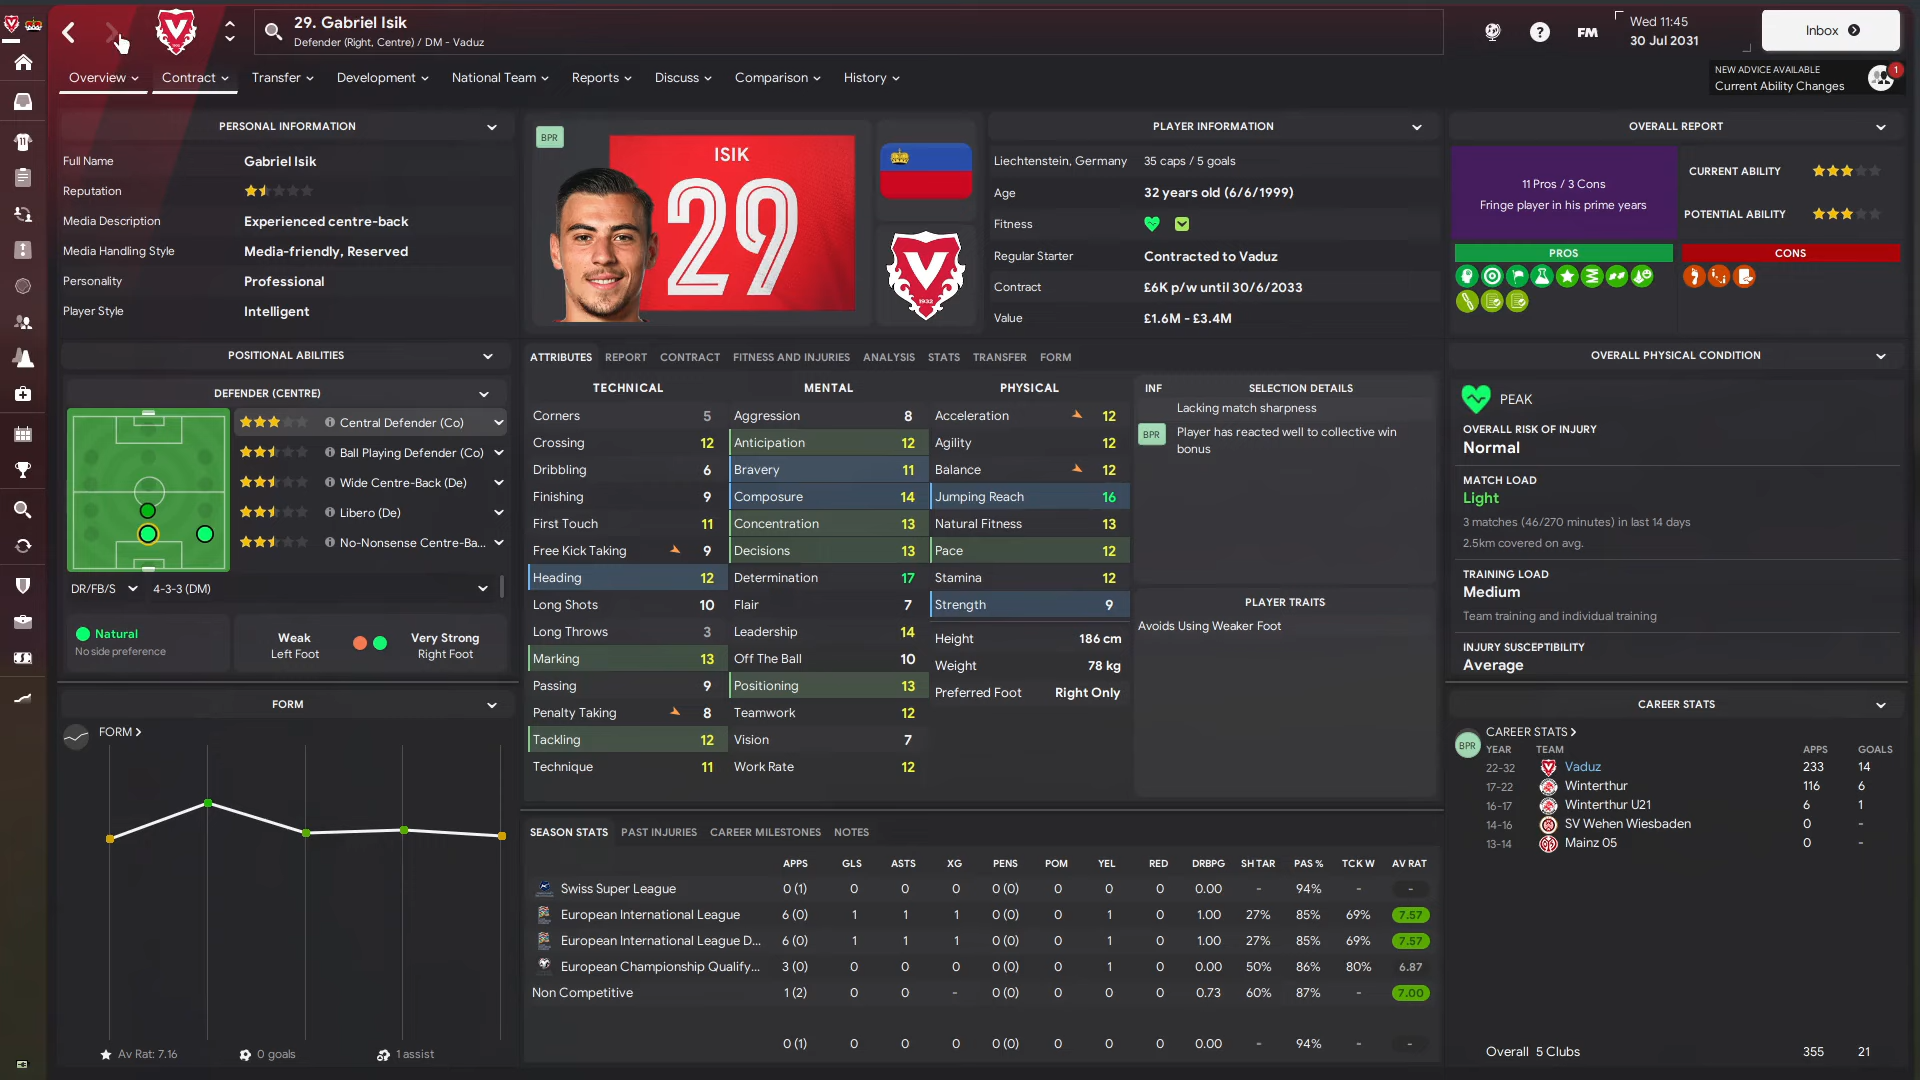 29. Gabriel Isik
Defender (Right, Centre) / DM - Vaduz
FM
Wed 11:45
30 Jul 2031
Inbox
Overview
Contract
Transfer
Development
National Team
Reports
Discuss
Comparison
History
NEW ADVICE AVAILABLE
Current Ability Changes
1
PERSONAL INFORMATION
Full Name Gabriel Isik
Reputation
Media Description Experienced centre-back
Media Handling Style Media-friendly, Reserved
Personality Professional
Player Style Intelligent
BPR
ISIK
29
PLAYER INFORMATION
Liechtenstein, Germany 35 caps / 5 goals
Age 32 years old (6/6/1999)
Fitness
Regular Starter Contracted to Vaduz
Contract £6K p/w until 30/6/2033
Value £1.6M - £3.4M
OVERALL REPORT
11 Pros / 3 Cons
Fringe player in his prime years
CURRENT ABILITY
POTENTIAL ABILITY
PROS
CONS
POSITIONAL ABILITIES
DEFENDER (CENTRE)
Central Defender (Co)
Ball Playing Defender (Co)
Wide Centre-Back (De)
Libero (De)
No-Nonsense Centre-Ba...
DR/FB/S 4-3-3 (DM)
Natural
No side preference
Weak
Left Foot
Very Strong
Right Foot
ATTRIBUTES REPORT CONTRACT FITNESS AND INJURIES ANALYSIS STATS TRANSFER FORM
TECHNICAL
Corners 5
Crossing 12
Dribbling 6
Finishing 9
First Touch 11
Free Kick Taking 9
Heading 12
Long Shots 10
Long Throws 3
Marking 13
Passing 9
Penalty Taking 8
Tackling 12
Technique 11
MENTAL
Aggression 8
Anticipation 12
Bravery 11
Composure 14
Concentration 13
Decisions 13
Determination 17
Flair 7
Leadership 14
Off The Ball 10
Positioning 13
Teamwork 12
Vision 7
Work Rate 12
PHYSICAL
Acceleration 12
Agility 12
Balance 12
Jumping Reach 16
Natural Fitness 13
Pace 12
Stamina 12
Strength 9
Height 186 cm
Weight 78 kg
Preferred Foot Right Only
INF SELECTION DETAILS
Lacking match sharpness
BPR
Player has reacted well to collective win
bonus
PLAYER TRAITS
Avoids Using Weaker Foot
OVERALL PHYSICAL CONDITION
PEAK
OVERALL RISK OF INJURY
Normal
MATCH LOAD
Light
3 matches (46/270 minutes) in last 14 days
2.5km covered on avg.
TRAINING LOAD
Medium
Team training and individual training
INJURY SUSCEPTIBILITY
Average
FORM
FORM
Av Rat: 7.16
0 goals
1 assist
SEASON STATS PAST INJURIES CAREER MILESTONES NOTES
APPS GLS ASTS XG PENS POM YEL RED DRBPG SH TAR PAS % TCK W AV RAT
Swiss Super League 0 (1) 0 0 0 0 (0) 0 0 0 0.00 - 94% - -
European International League 6 (0) 1 1 1 0 (0) 0 1 0 1.00 27% 85% 69% 7.57
European International League D... 6 (0) 1 1 1 0 (0) 0 1 0 1.00 27% 85% 69% 7.57
European Championship Qualify... 3 (0) 0 0 0 0 (0) 0 1 0 0.00 50% 86% 80% 6.87
Non Competitive 1 (2) 0 0 - 0 (0) 0 0 0 0.73 60% 87% - 7.00
0 (1) 0 0 0 0 (0) 0 0 0 0.00 - 94% - -
CAREER STATS
BPR
CAREER STATS
YEAR TEAM APPS GOALS
22-32 Vaduz 233 14
17-22 Winterthur 116 6
16-17 Winterthur U21 6 1
14-16 SV Wehen Wiesbaden 0 -
13-14 Mainz 05 0 -
Overall 5 Clubs 355 21